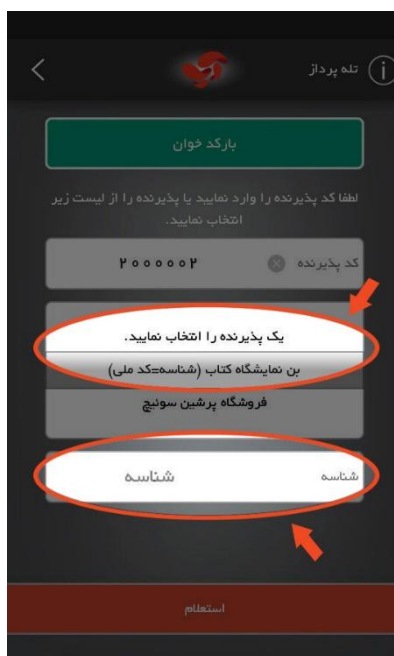 تله پرداز
بارکد خوان
لطفا کد پذیرنده را وارد نمایید یا پذیرنده را از لیست زیر
انتخاب نمایید.
کد پذیرنده ۲۰۰۰۰۰۲
یک پذیرنده را انتخاب نمایید.
بن نمایشگاه کتاب (شناسه=کد ملی)
فروشگاه پرشین سوئیچ
شناسه شناسه
استعلام